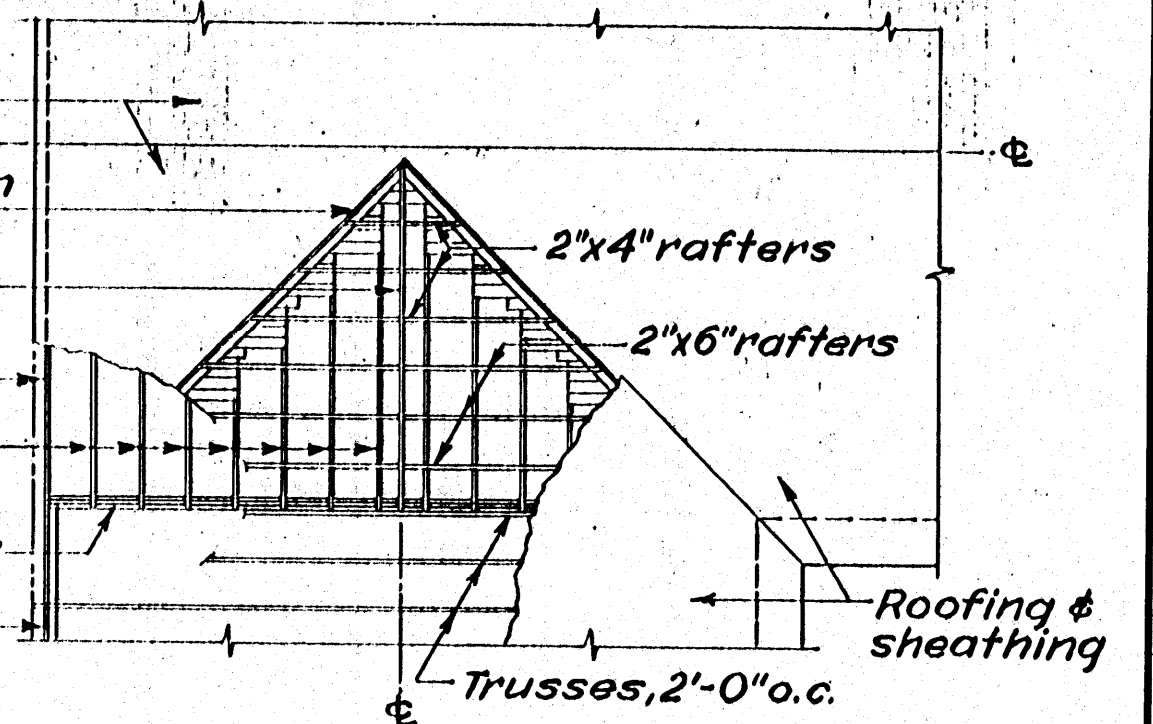 ℄
n
2"x4" rafters
2"x6" rafters
Roofing &
sheathing
Trusses, 2'-0" o.c.
℄